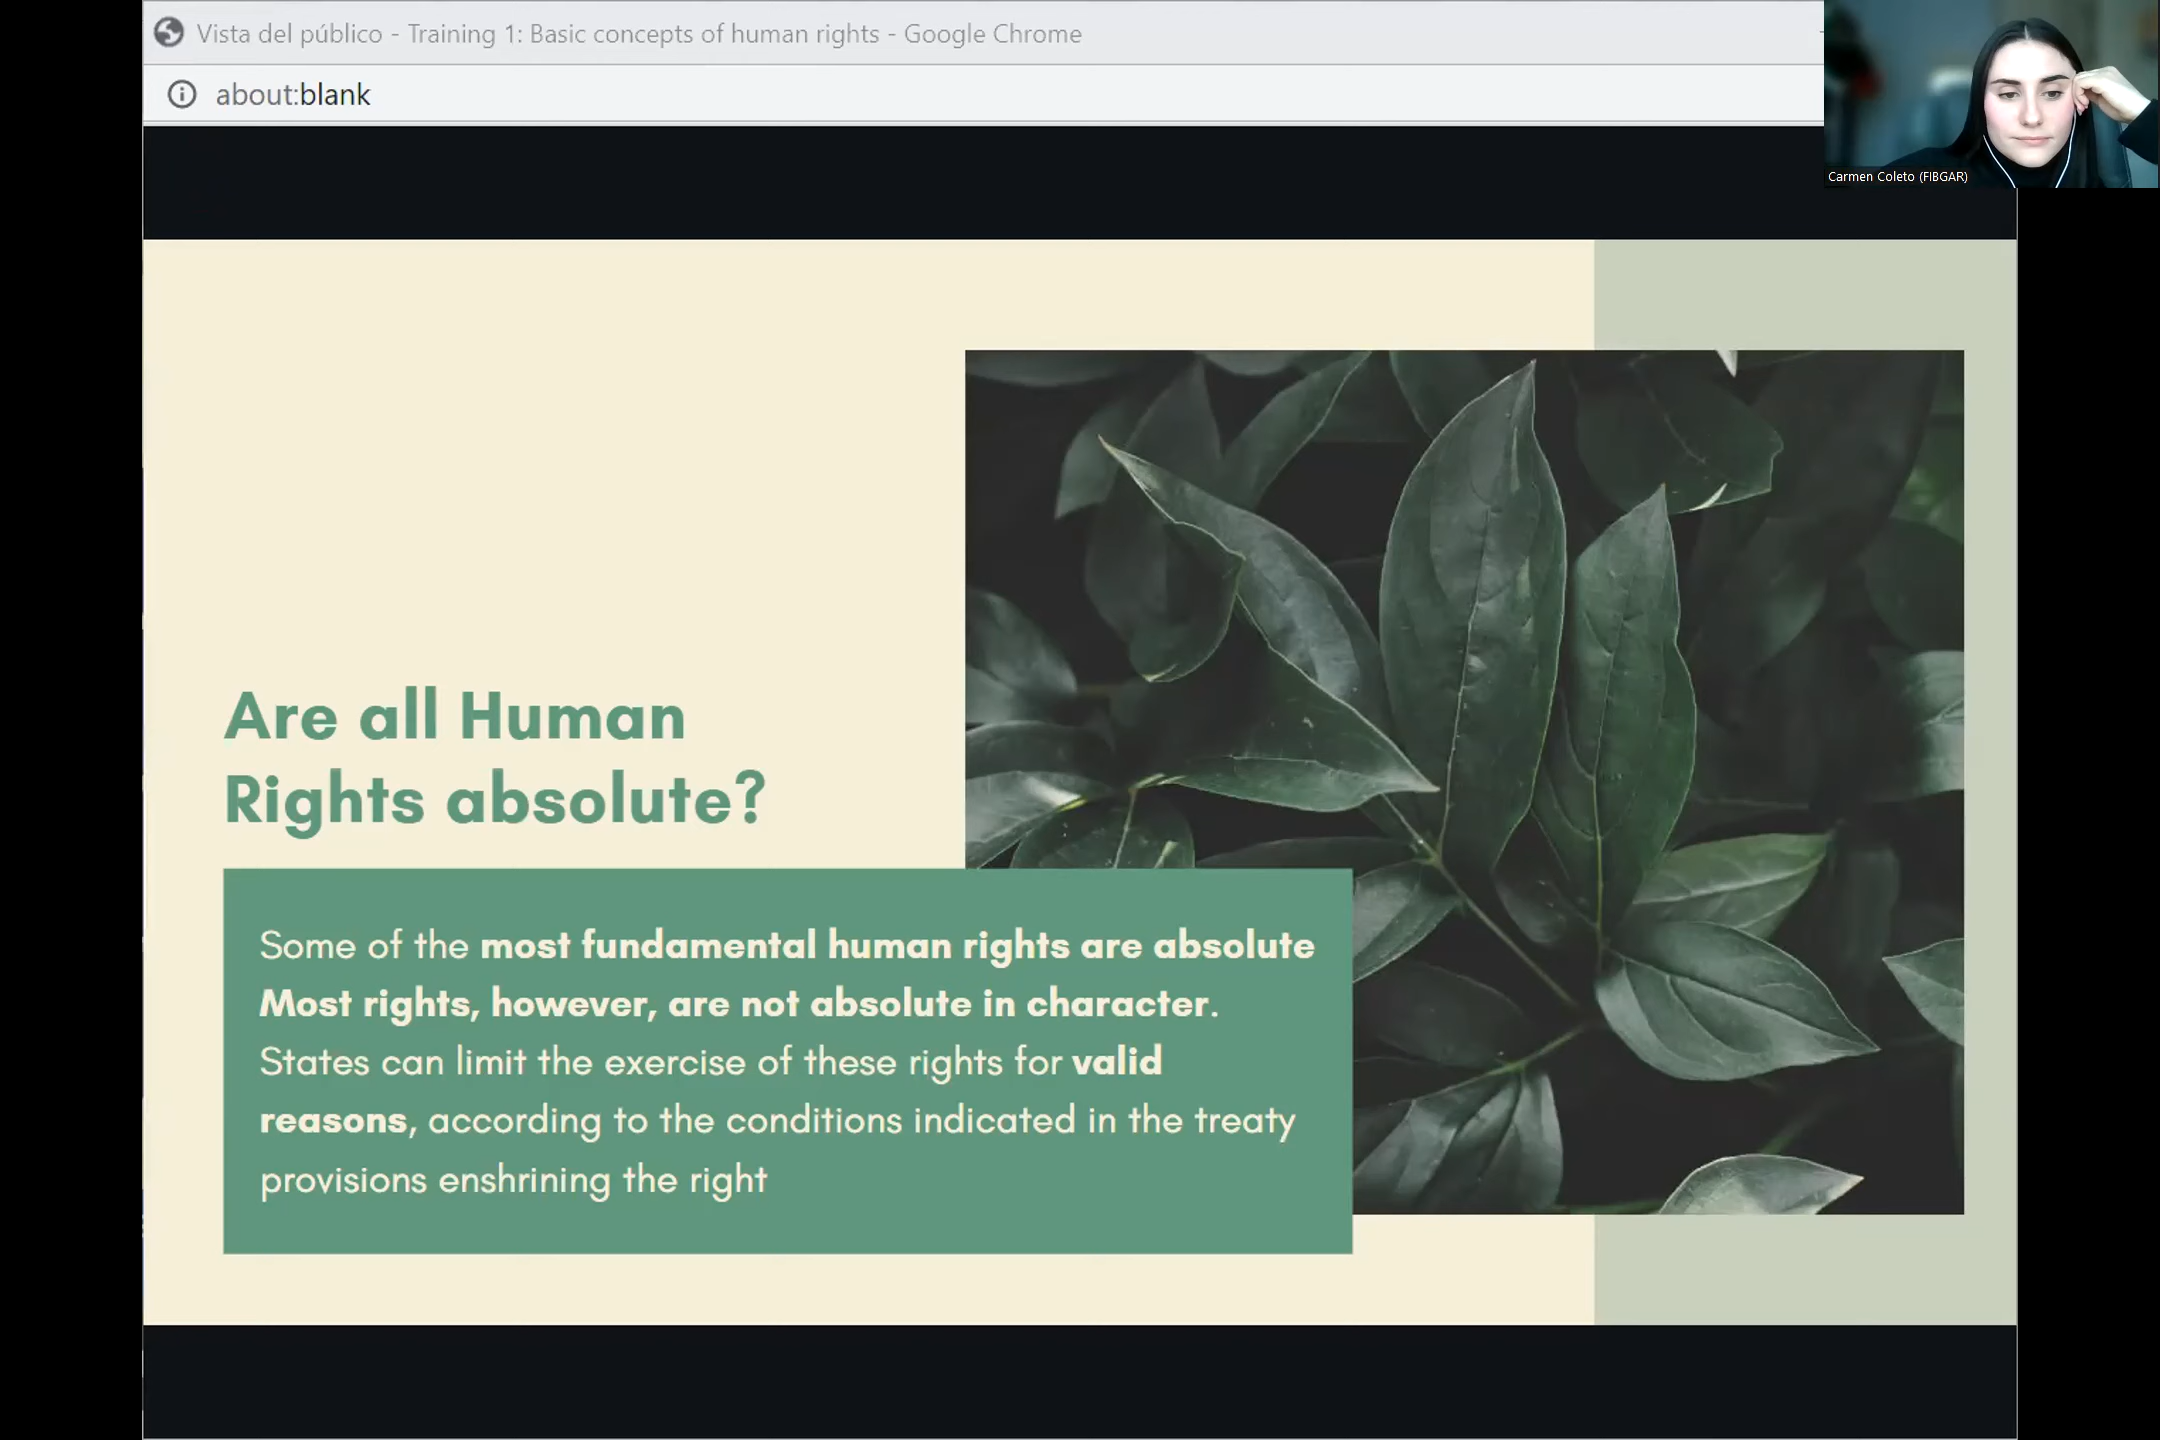 Vista del público - Training 1: Basic concepts of human rights - Google Chrome
about:blank
Carmen Coleto (FIBGAR)
Are all Human
Rights absolute?
Some of the most fundamental human rights are absolute
Most rights, however, are not absolute in character.
States can limit the exercise of these rights for valid
reasons, according to the conditions indicated in the treaty
provisions enshrining the right